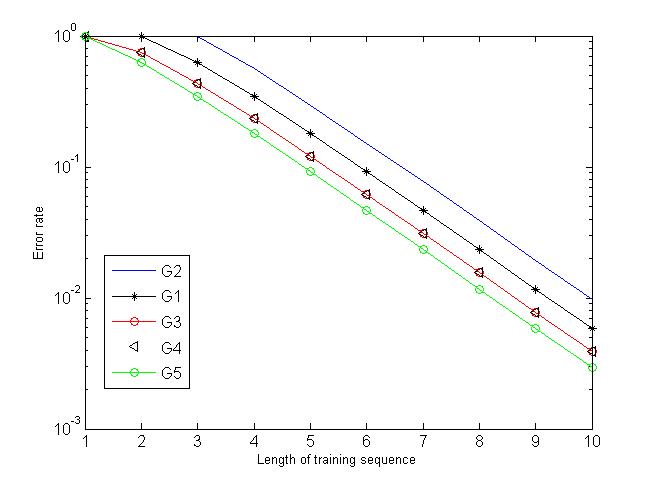 10^0
10^-1
10^-2
10^-3
Error rate
G2
G1
G3
G4
G5
1 2 3 4 5 6 7 8 9 10
Length of training sequence